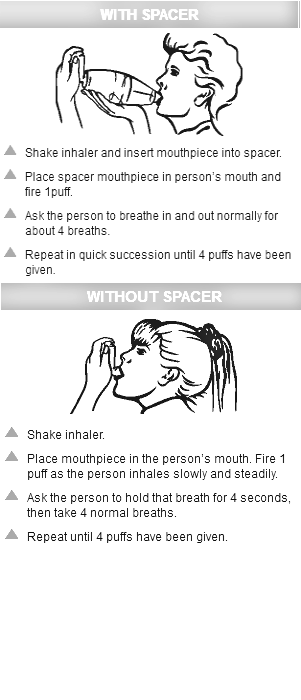 WITH SPACER
Shake inhaler and insert mouthpiece into spacer.
Place spacer mouthpiece in person's mouth and
fire 1puff.
Ask the person to breathe in and out normally for
about 4 breaths.
Repeat in quick succession until 4 puffs have been
given.
WITHOUT SPACER
Shake inhaler.
Place mouthpiece in the person's mouth. Fire 1
puff as the person inhales slowly and steadily.
Ask the person to hold that breath for 4 seconds,
then take 4 normal breaths.
Repeat until 4 puffs have been given.